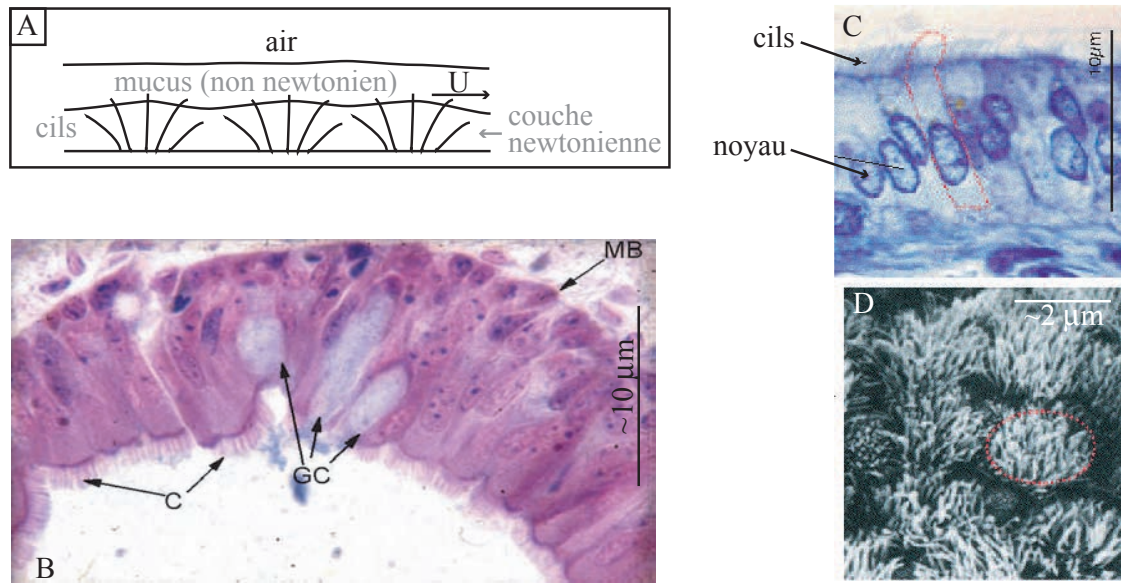 A
air
mucus (non newtonien)
U
cils
couche
← newtonienne
MB
~10 µm
GC
C
B
C
cils
10µm
noyau
D
~2 µm